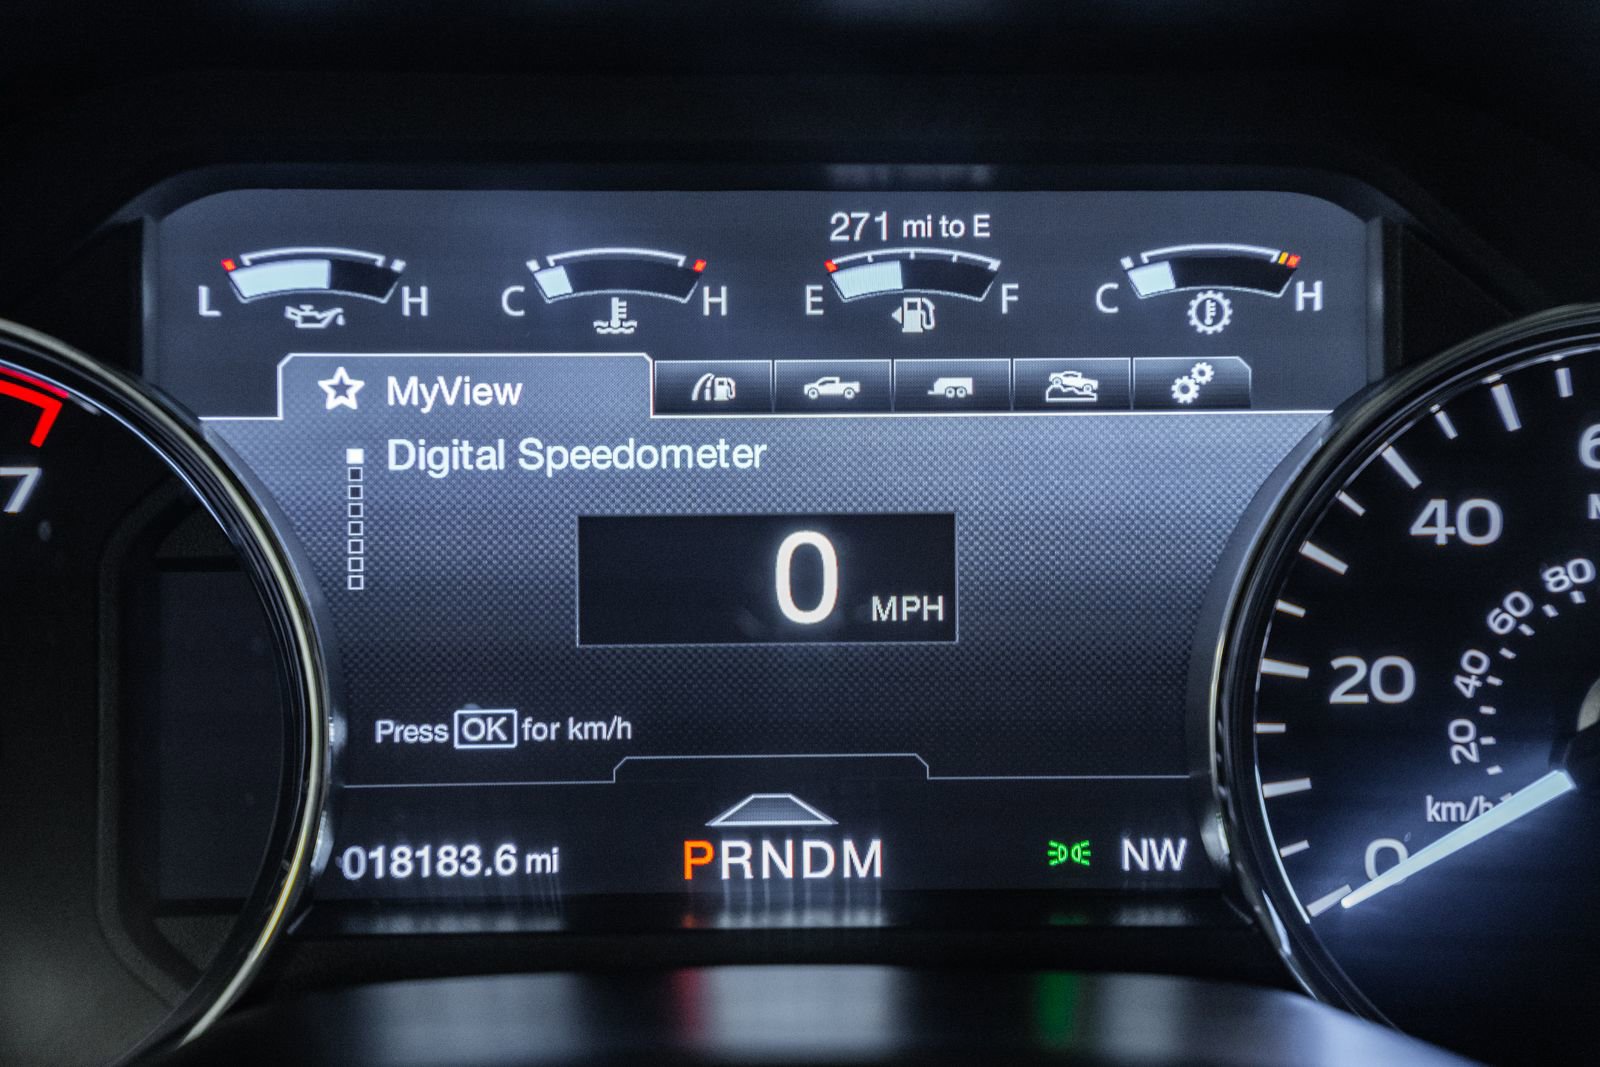 271 mi to E
L H C H E F C H
MyView
Digital Speedometer
0 MPH
Press OK for km/h
018183.6 mi
PRNDM
NW
7
40
20
0
80
60
40
20
km/h